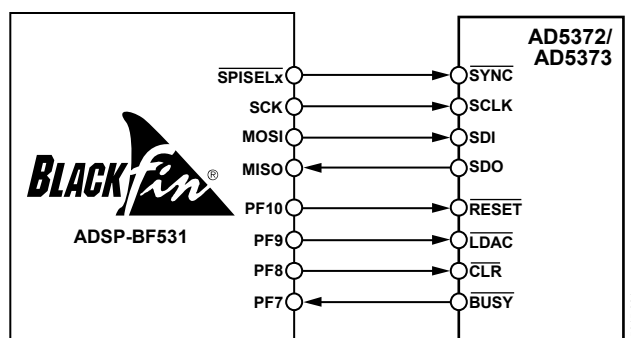 AD5372/
AD5373
SPISELx SYNC
SCK SCLK
MOSI SDI
MISO SDO
PF10 RESET
PF9 LDAC
PF8 CLR
PF7 BUSY
BLACKfin®
ADSP-BF531